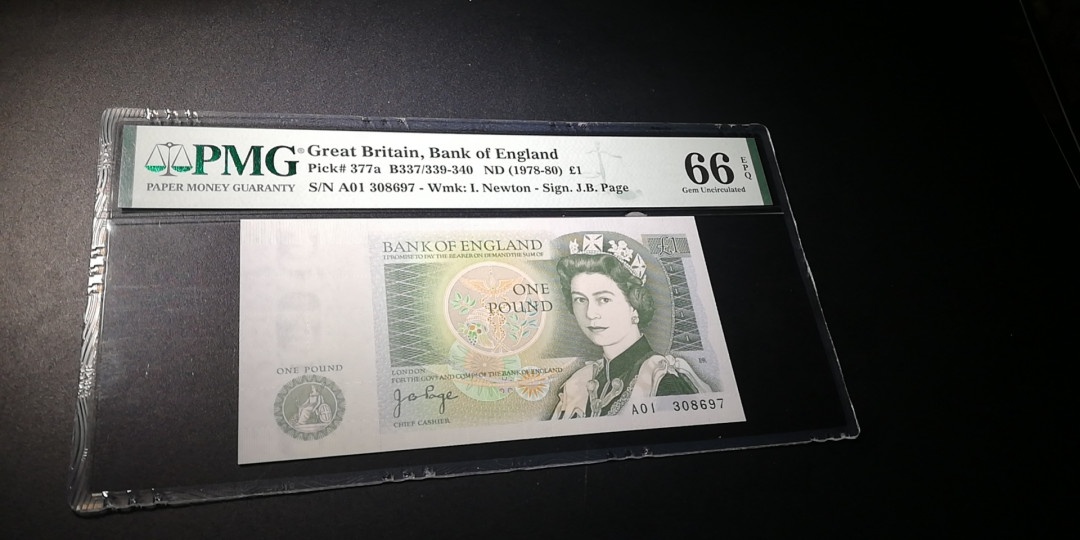 PMG®
PAPER MONEY GUARANTY
Great Britain, Bank of England
Pick# 377a B337/339-340 ND (1978-80) £1
S/N A01 308697 - Wmk: I. Newton - Sign. J.B. Page
66
EPQ
Gem Uncirculated
BANK OF ENGLAND
I PROMISE TO PAY THE BEARER ON DEMAND THE SUM OF
£1
ONE
POUND
ONE POUND
LONDON
FOR THE GOVR AND COMPA OF THE BANK OF ENGLAND
CHIEF CASHIER
A01 308697